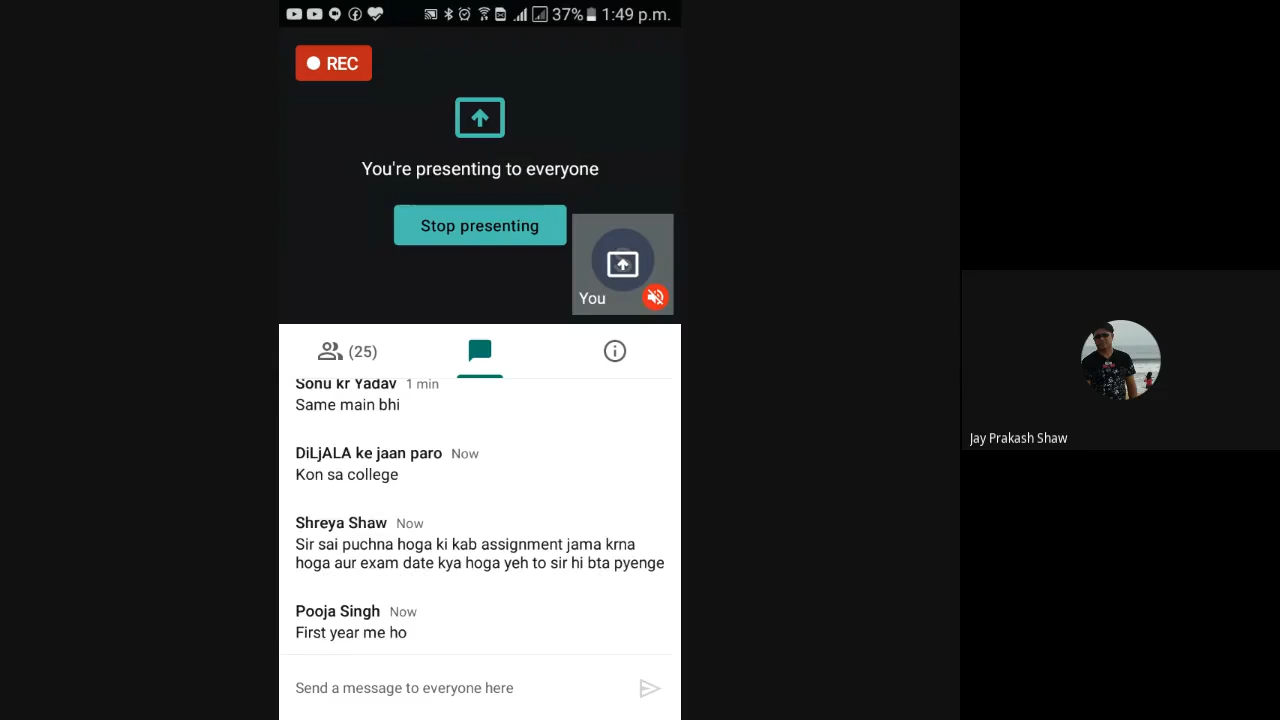 37% 1:49 p.m.
REC
You're presenting to everyone
Stop presenting
You
(25)
Sonu kr Yadav 1 min
Same main bhi
DiLjALA ke jaan paro Now
Kon sa college
Shreya Shaw Now
Sir sai puchna hoga ki kab assignment jama krna
hoga aur exam date kya hoga yeh to sir hi bta pyenge
Pooja Singh Now
First year me ho
Send a message to everyone here
Jay Prakash Shaw